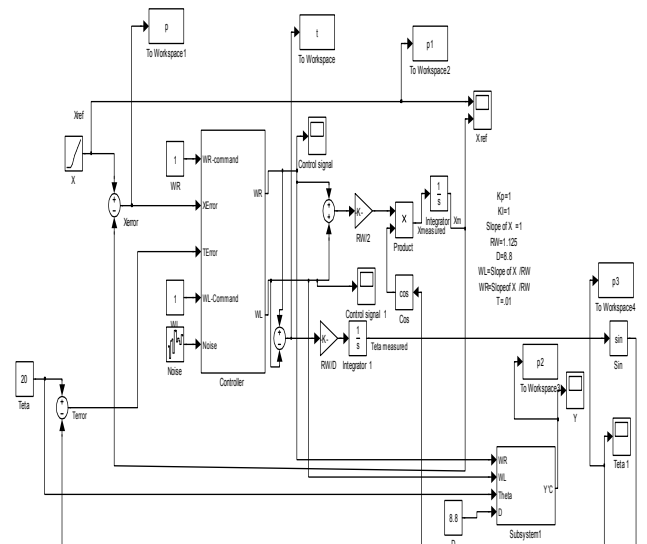 p
To Workspace1
t
To Workspace
p1
To Workspace2
Xref
X
Xref
1
WR
WR-command
XError
TError
WL-Command
Noise
WR
WL
Controller
Control signal
Xerror
1
WL
Noise
K-
RW/2
X
Product
1
s
Integrator
Xm
Xmeasured
cos
Cos
Control signal 1
K-
RW/D
1
s
Integrator 1
Teta measured
Kp=1
KI=1
Slope of X =1
RW=1.125
D=8.8
WL=Slope of X /RW
WR=Slopeof X /RW
T=.01
p3
To Workspace4
sin
Sin
p2
To Workspace3
Y
Teta 1
20
Teta
Terror
WR
WL
Theta
D
Y'C
Subsystem1
8.8
D